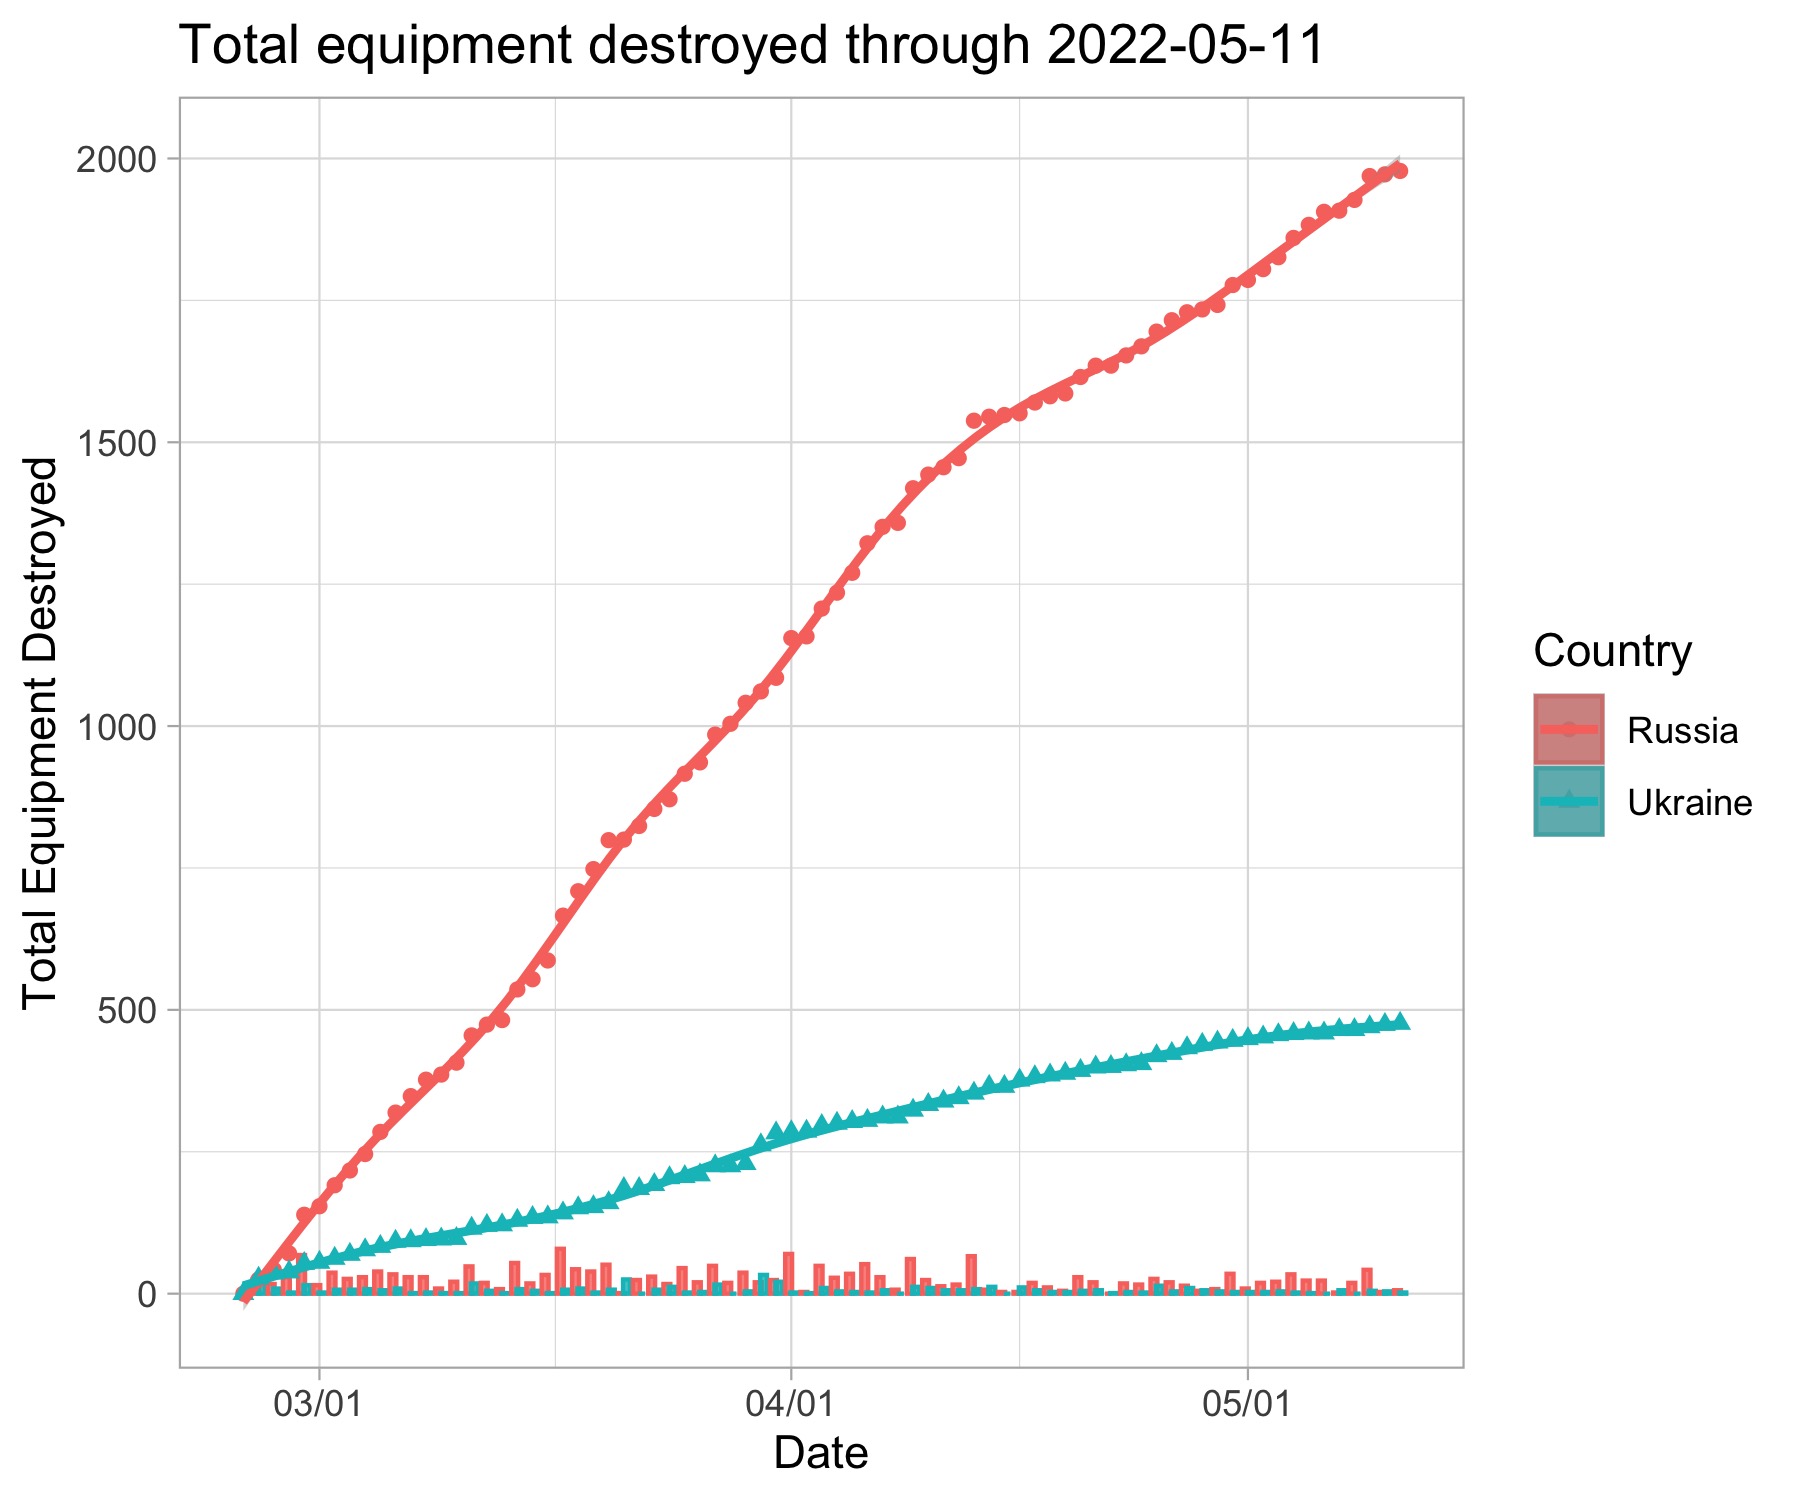 Total equipment destroyed through 2022-05-11
Total Equipment Destroyed
2000
1500
1000
500
0
03/01
04/01
05/01
Date
Country
Russia
Ukraine